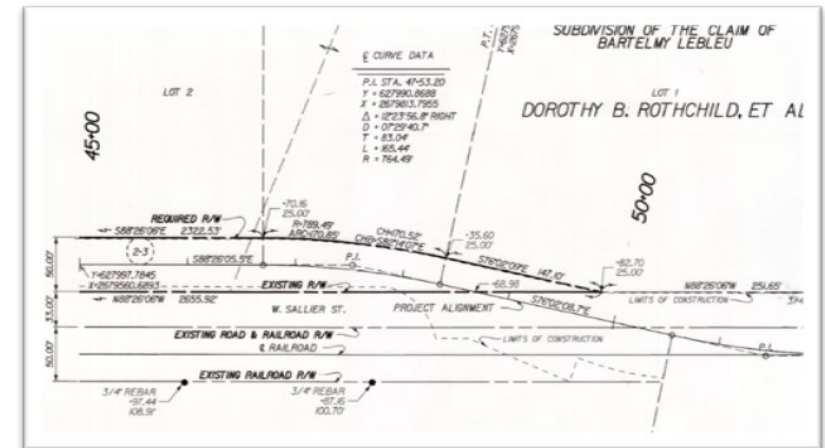 SUBDIVISION OF THE CLAIM OF
BARTELMY LEBLEU
P.T.
℄ CURVE DATA
P.I. STA. 47+53.20
Y = 627990.8688
X = 2679813.7955
Δ = 12°23'56.8" RIGHT
D = 07°29'40.7"
T = 83.04'
L = 165.44'
R = 764.49'
LOT 2
LOT 1
DOROTHY B. ROTHCHILD, ET AL
45+00
50+00
REQUIRED R/W
S88°26'06"E 2322.53'
+70.16
25.00'
R=789.49'
ARC=170.85'
CH=170.52'
CHB=S82°14'07"E
+35.60
25.00'
2-3
S88°26'05.5"E
P.I.
S76°02'09"E 147.10'
+82.70
25.00'
50.00'
Y=627997.7845
X=2679560.6893
EXISTING R/W
+68.98
S76°02'08.7"E
N88°26'06"W 251.65'
N88°26'06"W 2655.92'
LIMITS OF CONSTRUCTION
33.00'
W. SALLIER ST.
PROJECT ALIGNMENT
EXISTING ROAD & RAILROAD R/W
℄ RAILROAD
LIMITS OF CONSTRUCTION
P.I.
50.00'
EXISTING RAILROAD R/W
3/4" REBAR
+97.44
108.91'
3/4" REBAR
+87.16
100.70'